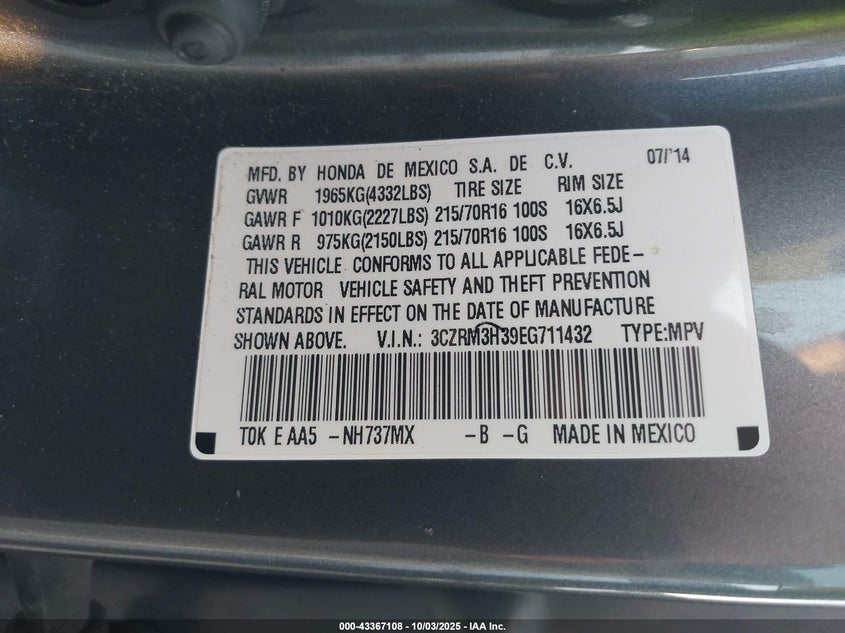 MFD. BY HONDA DE MEXICO S.A. DE C.V. 07/'14
GVWR 1965KG(4332LBS) TIRE SIZE RIM SIZE
GAWR F 1010KG(2227LBS) 215/70R16 100S 16X6.5J
GAWR R 975KG(2150LBS) 215/70R16 100S 16X6.5J
THIS VEHICLE CONFORMS TO ALL APPLICABLE FEDE-
RAL MOTOR VEHICLE SAFETY AND THEFT PREVENTION
STANDARDS IN EFFECT ON THE DATE OF MANUFACTURE
SHOWN ABOVE. V.I.N.: 3CZRM3H39EG711432 TYPE:MPV
T0K E AA5 -NH737MX -B -G MADE IN MEXICO
000-43367108 | 10/03/2025 | IAA Inc.